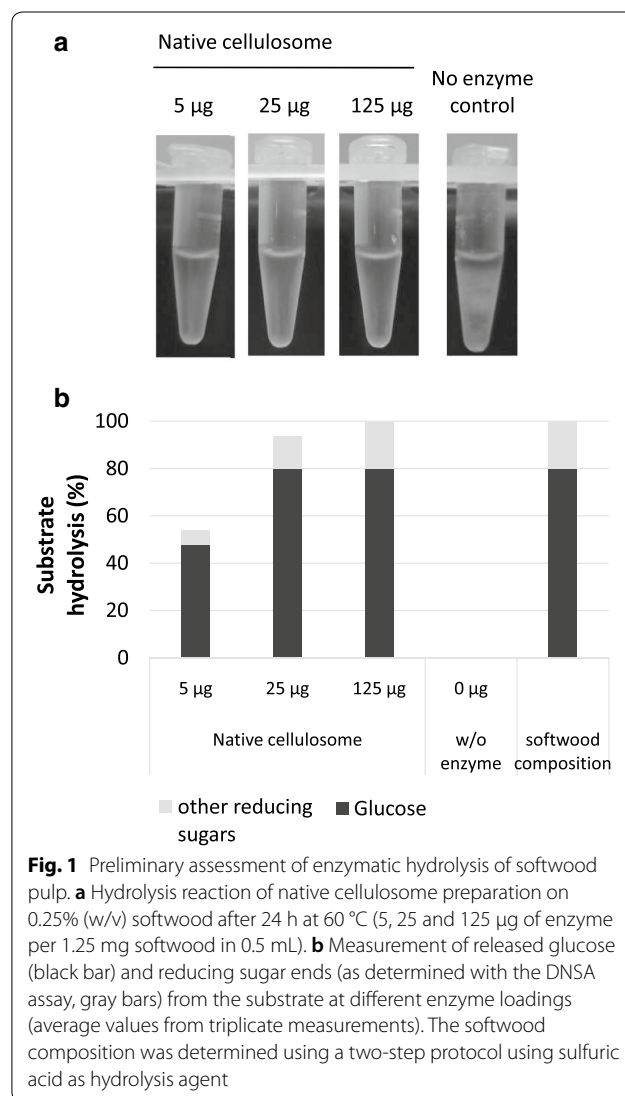 a
Native cellulosome
5 µg
25 µg
125 µg
No enzyme
control
b
100
80
60
40
20
0
Substrate
hydrolysis (%)
5 µg
25 µg
125 µg
0 µg
Native cellulosome
w/o
enzyme
softwood
composition
other reducing
sugars
Glucose
Fig. 1 Preliminary assessment of enzymatic hydrolysis of softwood
pulp. a Hydrolysis reaction of native cellulosome preparation on
0.25% (w/v) softwood after 24 h at 60 °C (5, 25 and 125 µg of enzyme
per 1.25 mg softwood in 0.5 mL). b Measurement of released glucose
(black bar) and reducing sugar ends (as determined with the DNSA
assay, gray bars) from the substrate at different enzyme loadings
(average values from triplicate measurements). The softwood
composition was determined using a two-step protocol using sulfuric
acid as hydrolysis agent